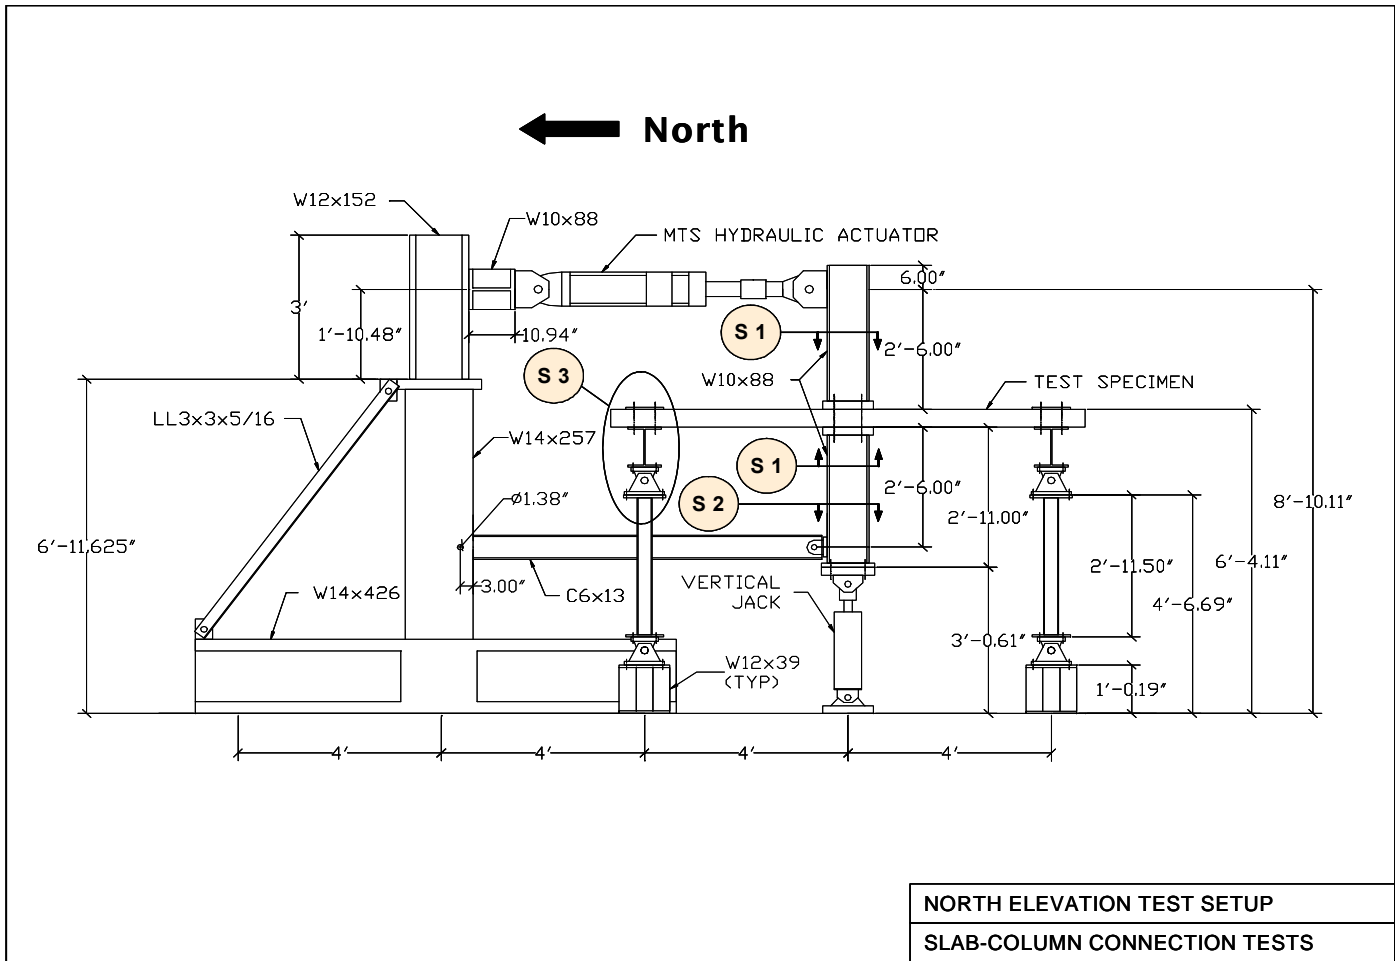 North
W12x152
W10x88
MTS HYDRAULIC ACTUATOR
6.00"
3'
1'-10.48"
10.94"
S 1
2'-6.00"
S 3
W10x88
TEST SPECIMEN
LL3x3x5/16
W14x257
S 1
2'-6.00"
8'-10.11"
ø1.38"
S 2
2'-11.00"
6'-11.625"
6'-4.11"
2'-11.50"
3.00"
C6x13
VERTICAL
JACK
W14x426
4'-6.69"
3'-0.61"
W12x39
(TYP)
1'-0.19"
4'
4'
4'
4'
NORTH ELEVATION TEST SETUP
SLAB-COLUMN CONNECTION TESTS